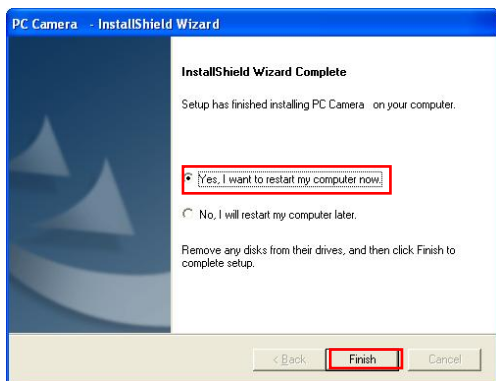 PC Camera - InstallShield Wizard
InstallShield Wizard Complete
Setup has finished installing PC Camera on your computer.
Yes, I want to restart my computer now.
No, I will restart my computer later.
Remove any disks from their drives, and then click Finish to
complete setup.
< Back Finish Cancel